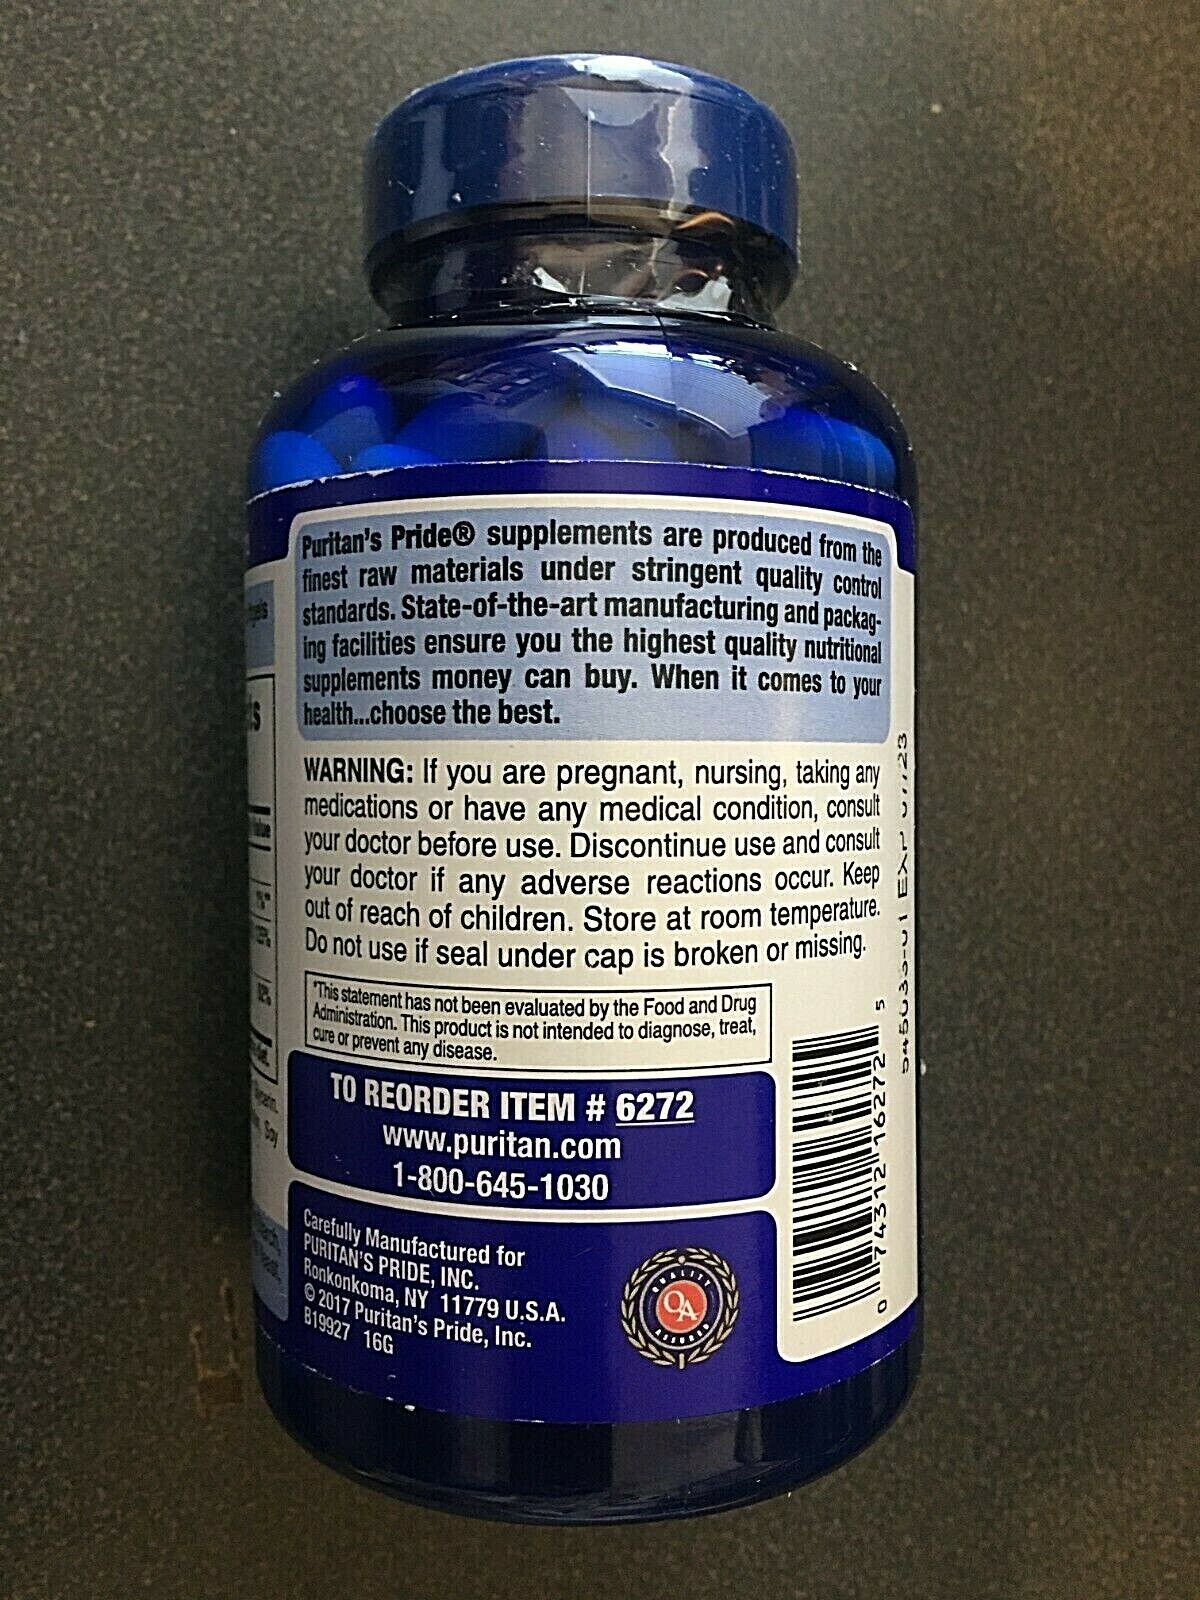 Puritan's Pride® supplements are produced from the
finest raw materials under stringent quality control
standards. State-of-the-art manufacturing and packag-
ing facilities ensure you the highest quality nutritional
supplements money can buy. When it comes to your
health...choose the best.
WARNING: If you are pregnant, nursing, taking any
medications or have any medical condition, consult
your doctor before use. Discontinue use and consult
your doctor if any adverse reactions occur. Keep
out of reach of children. Store at room temperature.
Do not use if seal under cap is broken or missing.
*This statement has not been evaluated by the Food and Drug
Administration. This product is not intended to diagnose, treat,
cure or prevent any disease.
TO REORDER ITEM # 6272
www.puritan.com
1-800-645-1030
Carefully Manufactured for
PURITAN'S PRIDE, INC.
Ronkonkoma, NY 11779 U.S.A.
© 2017 Puritan's Pride, Inc.
B19927 16G
QUALITY
QA
ASSURED
0 74312 16272 5
EXP
Soy